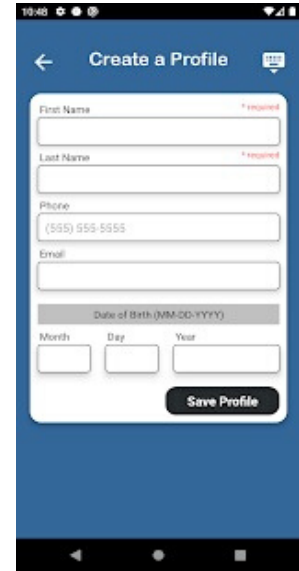 10:48
Create a Profile
First Name * required
Last Name * required
Phone
(555) 555-5555
Email
Date of Birth (MM-DD-YYYY)
Month Day Year
Save Profile